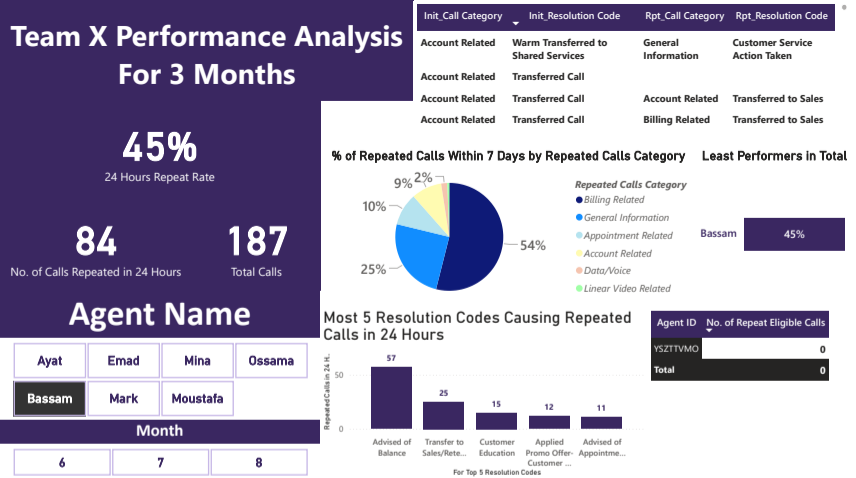 Team X Performance Analysis
For 3 Months
45%
24 Hours Repeat Rate
84
No. of Calls Repeated in 24 Hours
187
Total Calls
Agent Name
Ayat Emad Mina Ossama
Bassam Mark Moustafa
Month
6 7 8
Init_Call Category Init_Resolution Code Rpt_Call Category Rpt_Resolution Code
Account Related Warm Transferred to General Customer Service
Shared Services Information Action Taken
Account Related Transferred Call
Account Related Transferred Call Account Related Transferred to Sales
Account Related Transferred Call Billing Related Transferred to Sales
% of Repeated Calls Within 7 Days by Repeated Calls Category
2%
9%
10%
25%
54%
Repeated Calls Category
Billing Related
General Information
Appointment Related
Account Related
Data/Voice
Linear Video Related
Least Performers in Total
Bassam 45%
Most 5 Resolution Codes Causing Repeated
Calls in 24 Hours
Repeated Calls in 24 H..
50
0
57
25
15
12
11
Advised of Transfer to Customer Applied Advised of
Balance Sales/Rete... Education Promo Offer- Appointme...
Customer ...
For Top 5 Resolution Codes
Agent ID No. of Repeat Eligible Calls
YSZTTVMO 0
Total 0